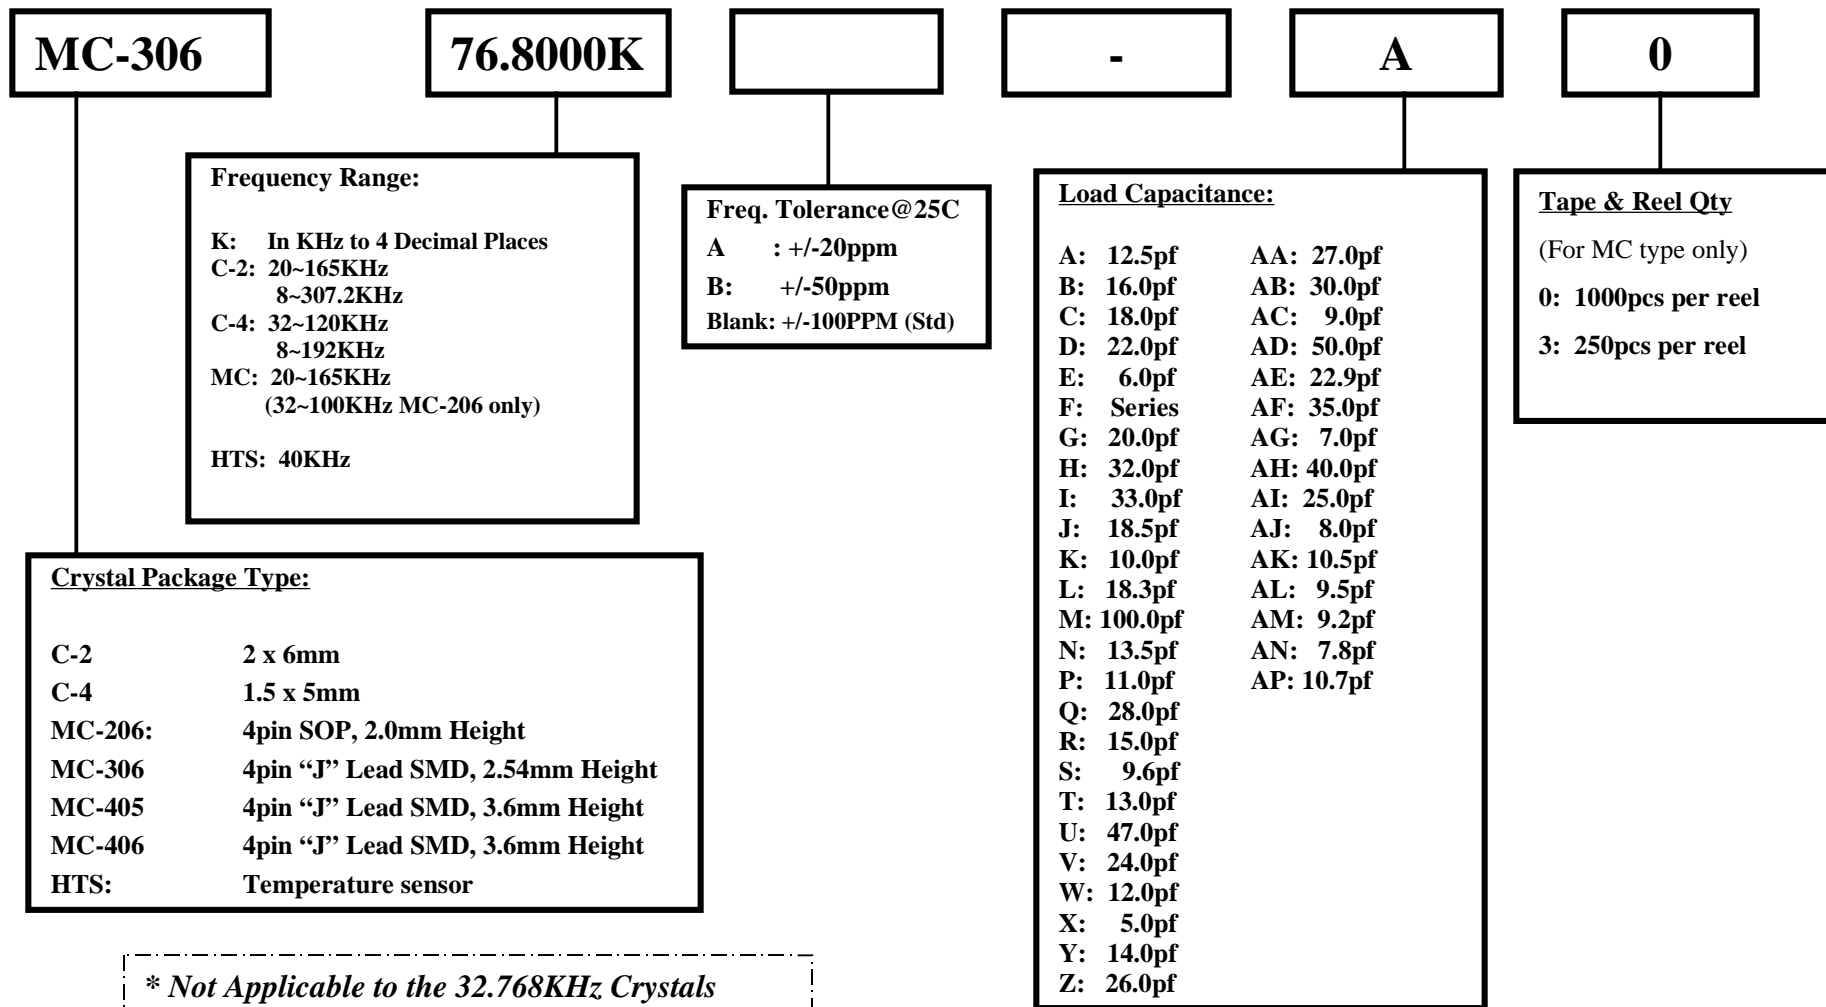 MC-306 76.8000K - A 0
Frequency Range:
K: In KHz to 4 Decimal Places
C-2: 20~165KHz
8~307.2KHz
C-4: 32~120KHz
8~192KHz
MC: 20~165KHz
(32~100KHz MC-206 only)
HTS: 40KHz
Freq. Tolerance@25C
A : +/-20ppm
B: +/-50ppm
Blank: +/-100PPM (Std)
Load Capacitance:
A: 12.5pf AA: 27.0pf
B: 16.0pf AB: 30.0pf
C: 18.0pf AC: 9.0pf
D: 22.0pf AD: 50.0pf
E: 6.0pf AE: 22.9pf
F: Series AF: 35.0pf
G: 20.0pf AG: 7.0pf
H: 32.0pf AH: 40.0pf
I: 33.0pf AI: 25.0pf
J: 18.5pf AJ: 8.0pf
K: 10.0pf AK: 10.5pf
L: 18.3pf AL: 9.5pf
M: 100.0pf AM: 9.2pf
N: 13.5pf AN: 7.8pf
P: 11.0pf AP: 10.7pf
Q: 28.0pf
R: 15.0pf
S: 9.6pf
T: 13.0pf
U: 47.0pf
V: 24.0pf
W: 12.0pf
X: 5.0pf
Y: 14.0pf
Z: 26.0pf
Tape & Reel Qty
(For MC type only)
0: 1000pcs per reel
3: 250pcs per reel
Crystal Package Type:
C-2 2 x 6mm
C-4 1.5 x 5mm
MC-206: 4pin SOP, 2.0mm Height
MC-306 4pin “J” Lead SMD, 2.54mm Height
MC-405 4pin “J” Lead SMD, 3.6mm Height
MC-406 4pin “J” Lead SMD, 3.6mm Height
HTS: Temperature sensor
* Not Applicable to the 32.768KHz Crystals